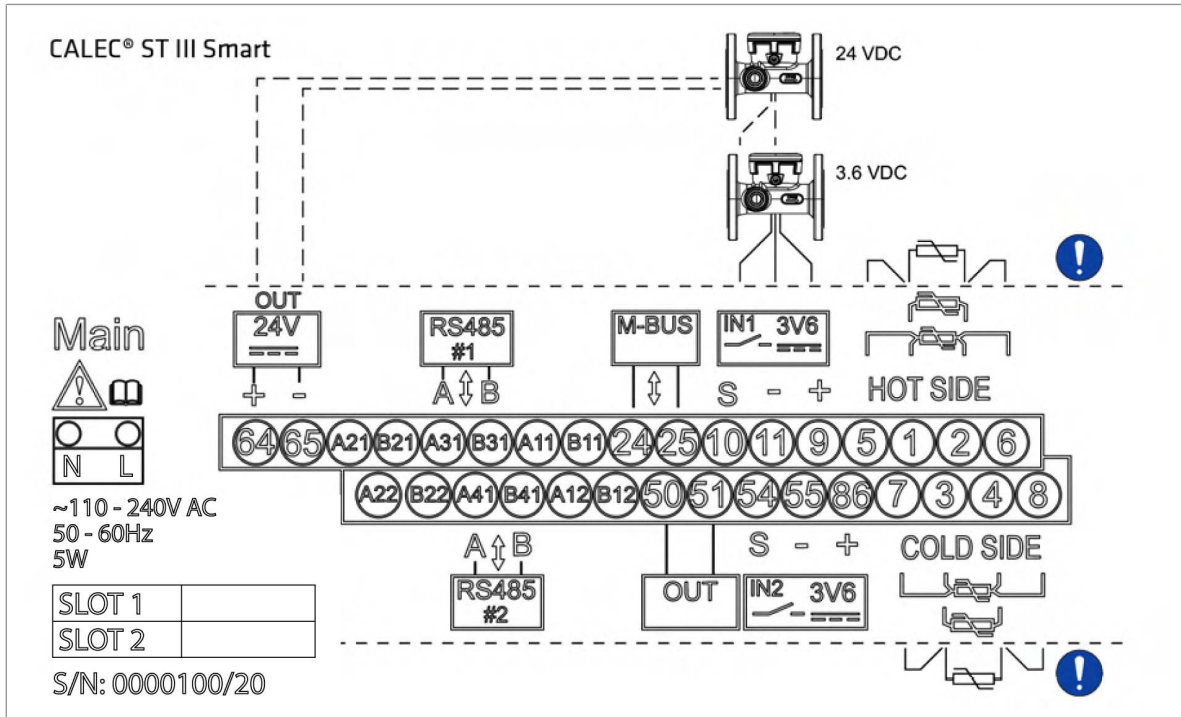 CALEC® ST III Smart
24 VDC
3.6 VDC
OUT
24V
+ -
RS485
#1
A B
M-BUS
IN1 3V6
S - +
HOT SIDE
Main
N L
~110 - 240V AC
50 - 60Hz
5W
64 65 A21 B21 A31 B31 A11 B11 24 25 10 11 9 5 1 2 6
A22 B22 A41 B41 A12 B12 50 51 54 55 86 7 3 4 8
A B
RS485
#2
OUT
S - +
IN2 3V6
COLD SIDE
SLOT 1
SLOT 2
S/N: 0000100/20